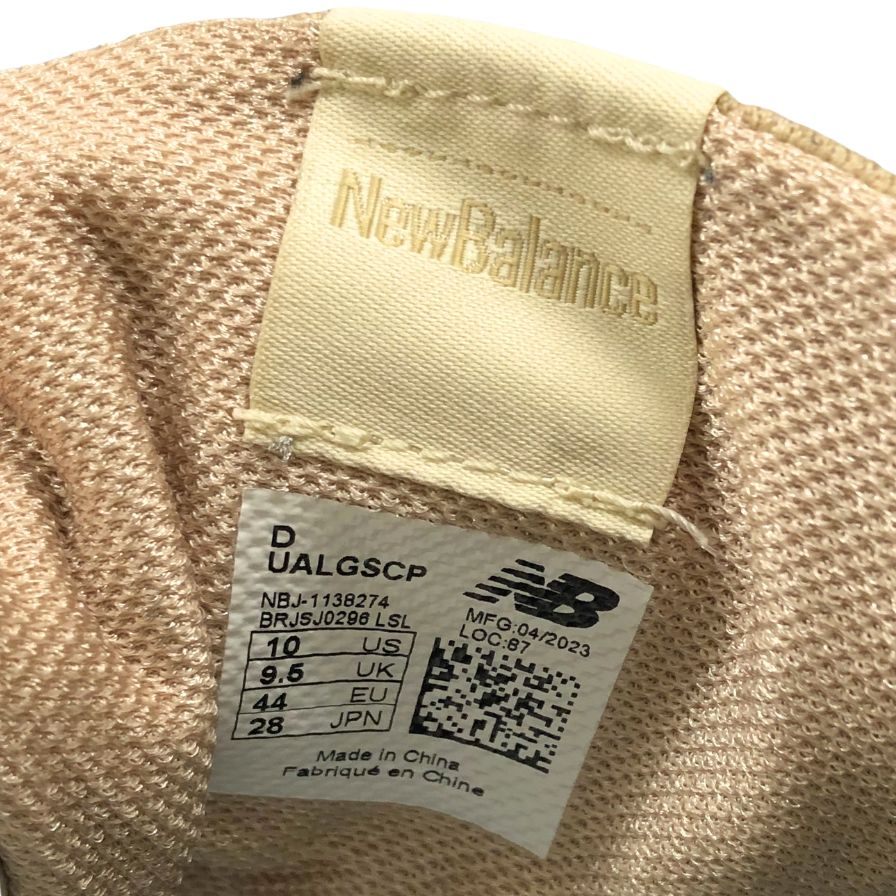 NewBalance
D
UALGSCP
NBJ-1138274
BRJSJ0296 LSL
10 US
9.5 UK
44 EU
28 JPN
NB
MFG:04/2023
LOC:87
Made in China
Fabriqué en Chine